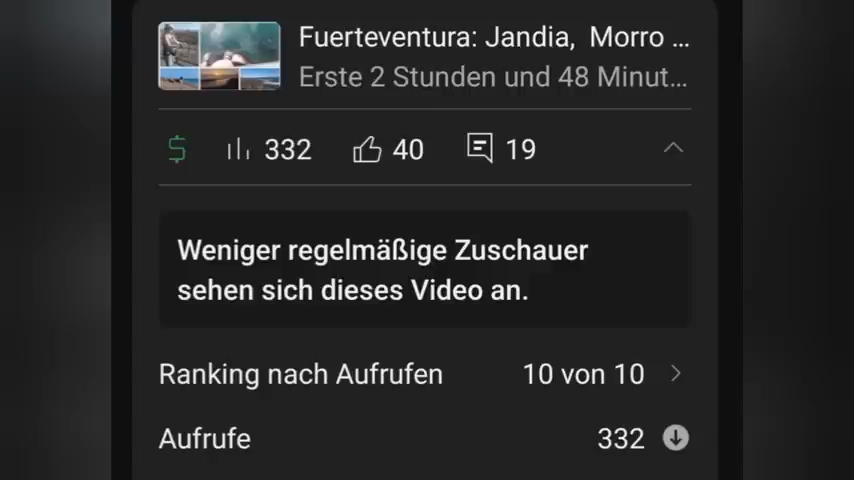 Fuerteventura: Jandia, Morro ...
Erste 2 Stunden und 48 Minut...
332 40 19
Weniger regelmäßige Zuschauer
sehen sich dieses Video an.
Ranking nach Aufrufen 10 von 10
Aufrufe 332